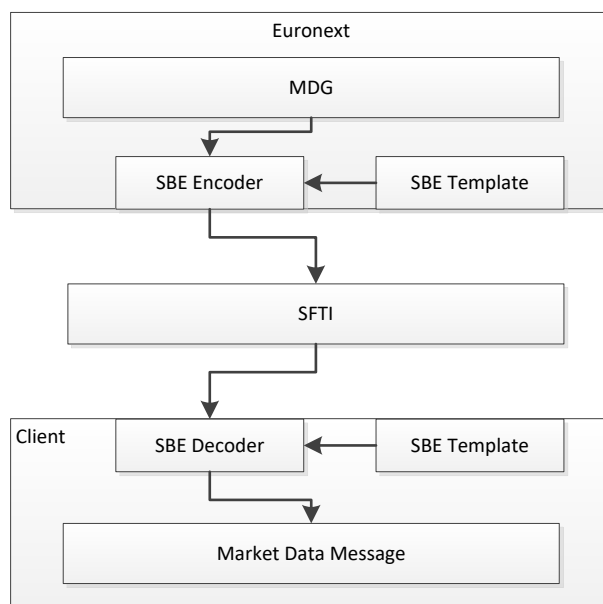 Euronext
MDG
SBE Encoder
SBE Template
SFTI
Client
SBE Decoder
SBE Template
Market Data Message